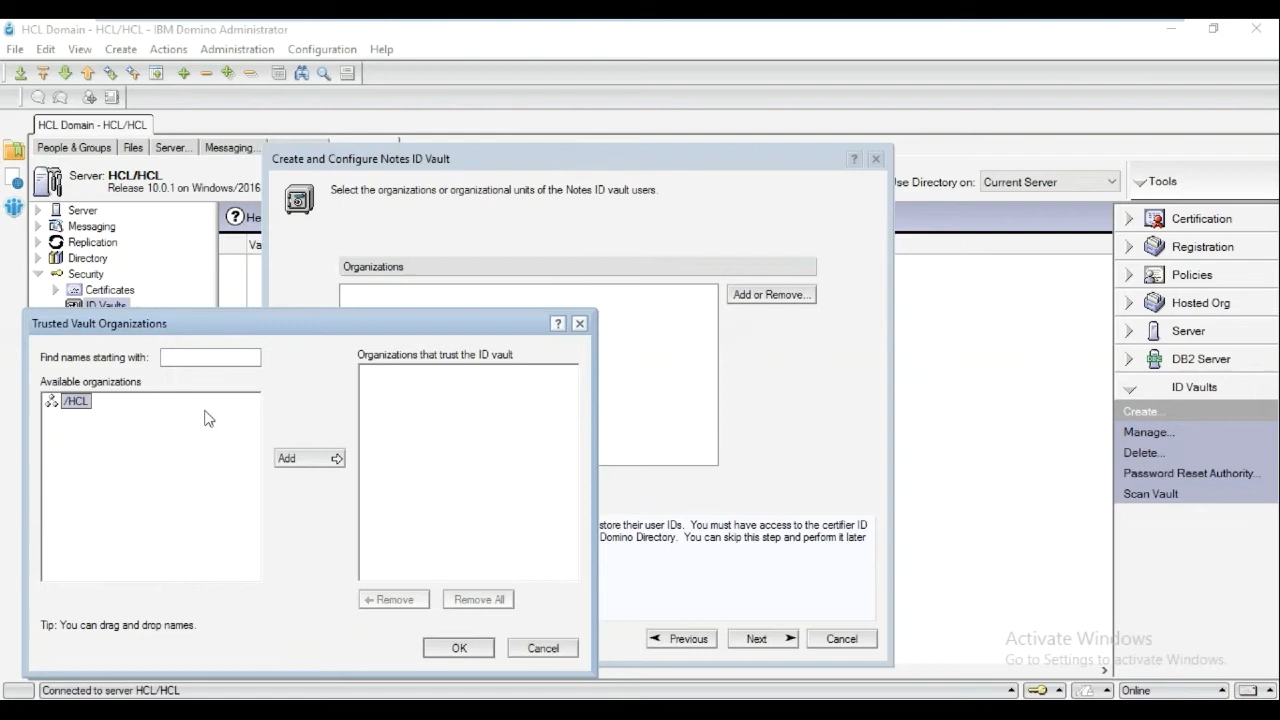 HCL Domain - HCL/HCL - IBM Domino Administrator
File Edit View Create Actions Administration Configuration Help
HCL Domain - HCL/HCL
People & Groups Files Server... Messaging...
Server: HCL/HCL
Release 10.0.1 on Windows/2016
Use Directory on: Current Server
Tools
Server
Messaging
Replication
Directory
Security
Certificates
ID Vaults
Create and Configure Notes ID Vault
Select the organizations or organizational units of the Notes ID vault users.
Organizations
Add or Remove...
store their user IDs. You must have access to the certifier ID
Domino Directory. You can skip this step and perform it later
Previous Next Cancel
Trusted Vault Organizations
Find names starting with:
Available organizations
/HCL
Add
Organizations that trust the ID vault
Remove Remove All
Tip: You can drag and drop names.
OK Cancel
Certification
Registration
Policies
Hosted Org
Server
DB2 Server
ID Vaults
Create...
Manage...
Delete...
Password Reset Authority...
Scan Vault
Activate Windows
Go to Settings to activate Windows.
Connected to server HCL/HCL
Online